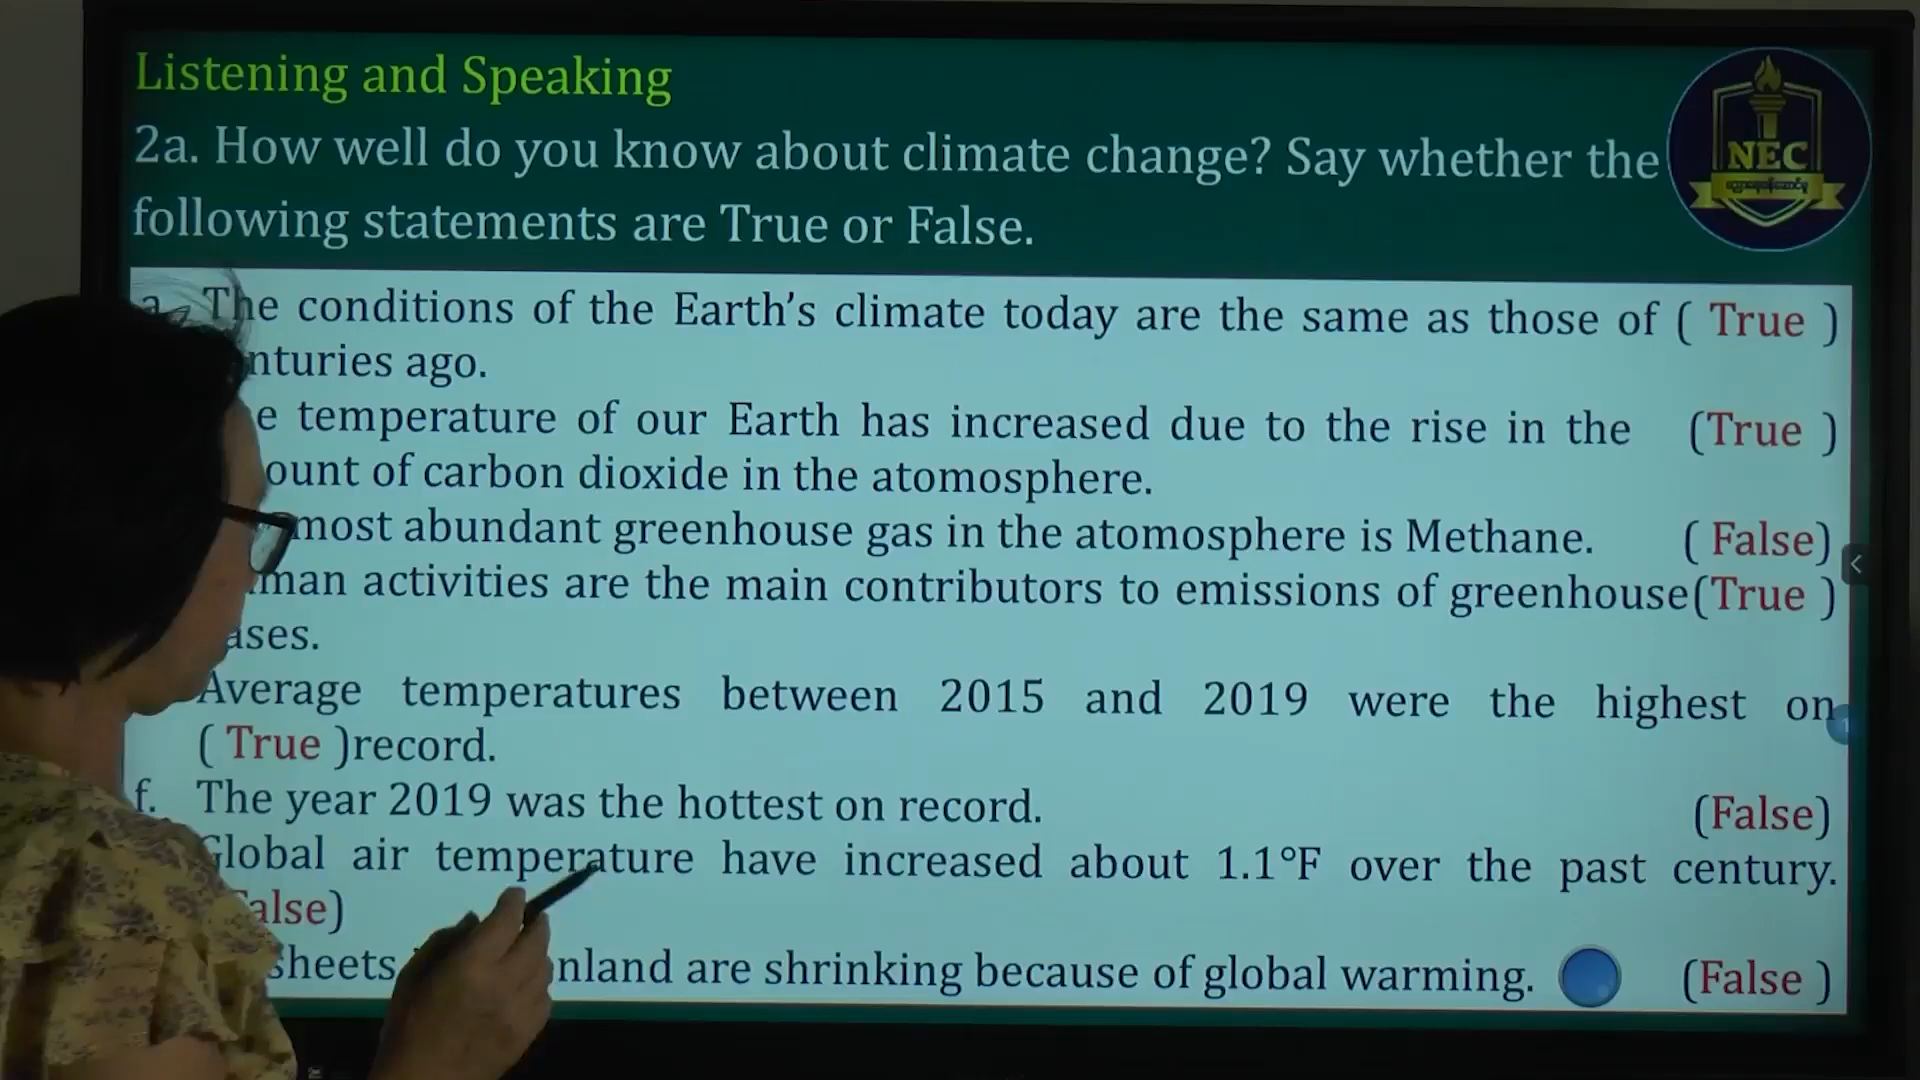 Listening and Speaking
2a. How well do you know about climate change? Say whether the
following statements are True or False.
NEC
The conditions of the Earth's climate today are the same as those of ( True )
nturies ago.
e temperature of our Earth has increased due to the rise in the (True )
ount of carbon dioxide in the atomosphere.
most abundant greenhouse gas in the atomosphere is Methane. ( False)
man activities are the main contributors to emissions of greenhouse(True )
ases.
Average temperatures between 2015 and 2019 were the highest on
( True )record.
f. The year 2019 was the hottest on record. (False)
Global air temperature have increased about 1.1°F over the past century.
alse)
sheets nland are shrinking because of global warming. (False )